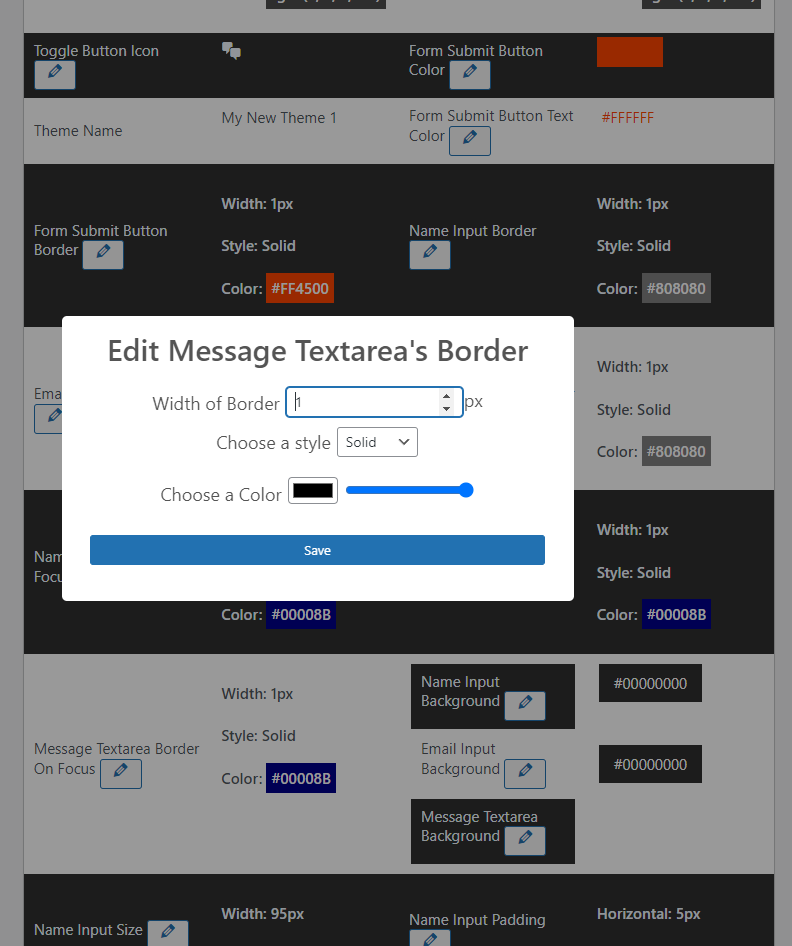 Toggle Button Icon
Form Submit Button
Color
Theme Name
My New Theme 1
Form Submit Button Text
Color
#FFFFFF
Form Submit Button
Border
Width: 1px
Style: Solid
Color: #FF4500
Name Input Border
Width: 1px
Style: Solid
Color: #808080
Edit Message Textarea's Border
Width of Border 1 px
Choose a style Solid
Choose a Color
Save
Ema
Width: 1px
Style: Solid
Color: #808080
Nam
Focu
Color: #00008B
Width: 1px
Style: Solid
Color: #00008B
Message Textarea Border
On Focus
Width: 1px
Style: Solid
Color: #00008B
Name Input
Background
#00000000
Email Input
Background
#00000000
Message Textarea
Background
Name Input Size
Width: 95px
Name Input Padding
Horizontal: 5px